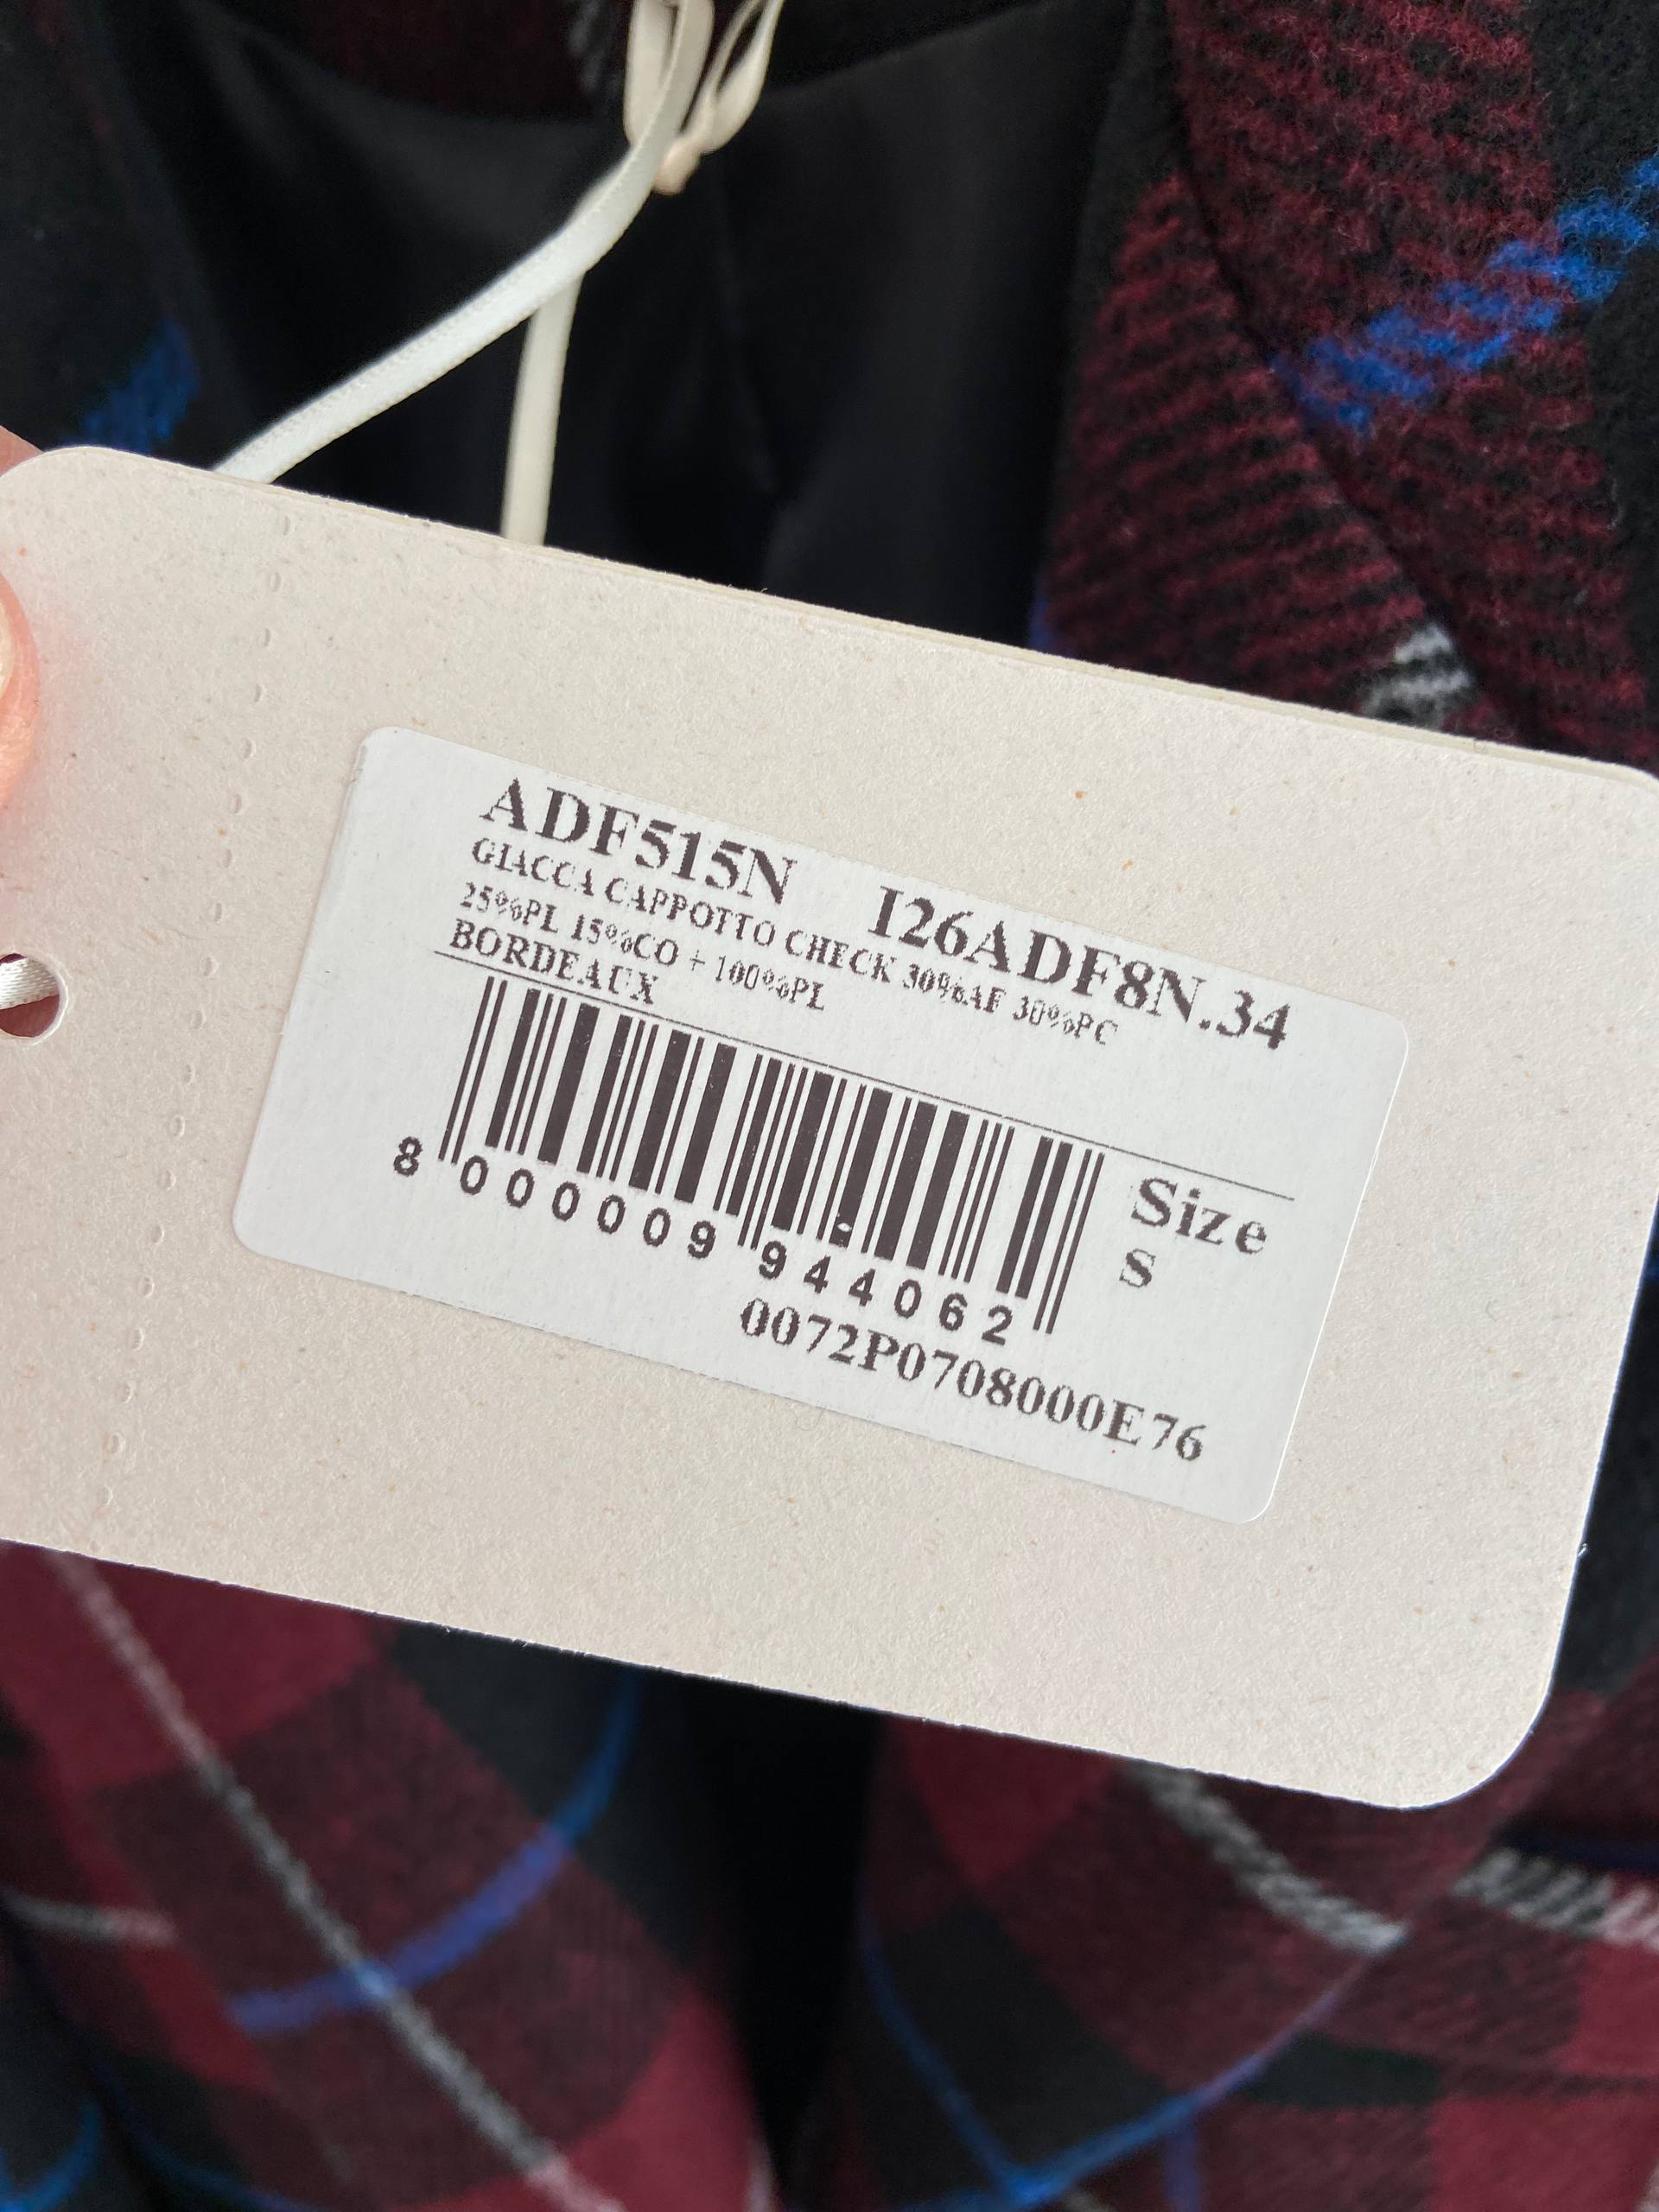 ADF515N I26ADF8N.34
GIACCA CAPPOTTO CHECK 30%AF 30%PC
25%PL 15%CO + 100%PL
BORDEAUX
Size
S
8 000009 944062
0072P0708000E76